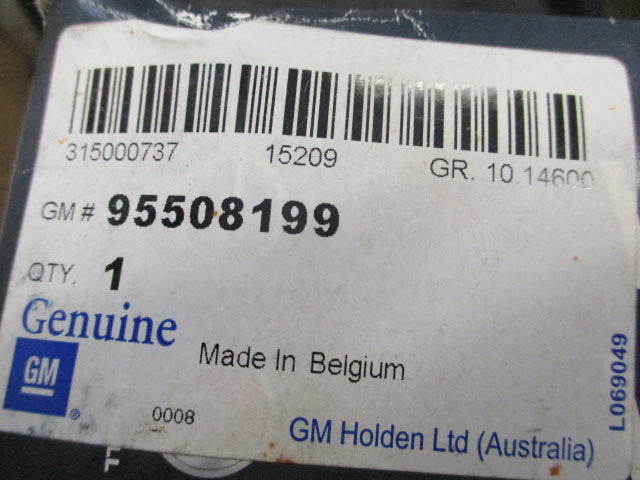 315000737 15209 GR. 10.14600
GM # 95508199
QTY. 1
Genuine
GM ®
Made In Belgium
0008
GM Holden Ltd (Australia)
L069049